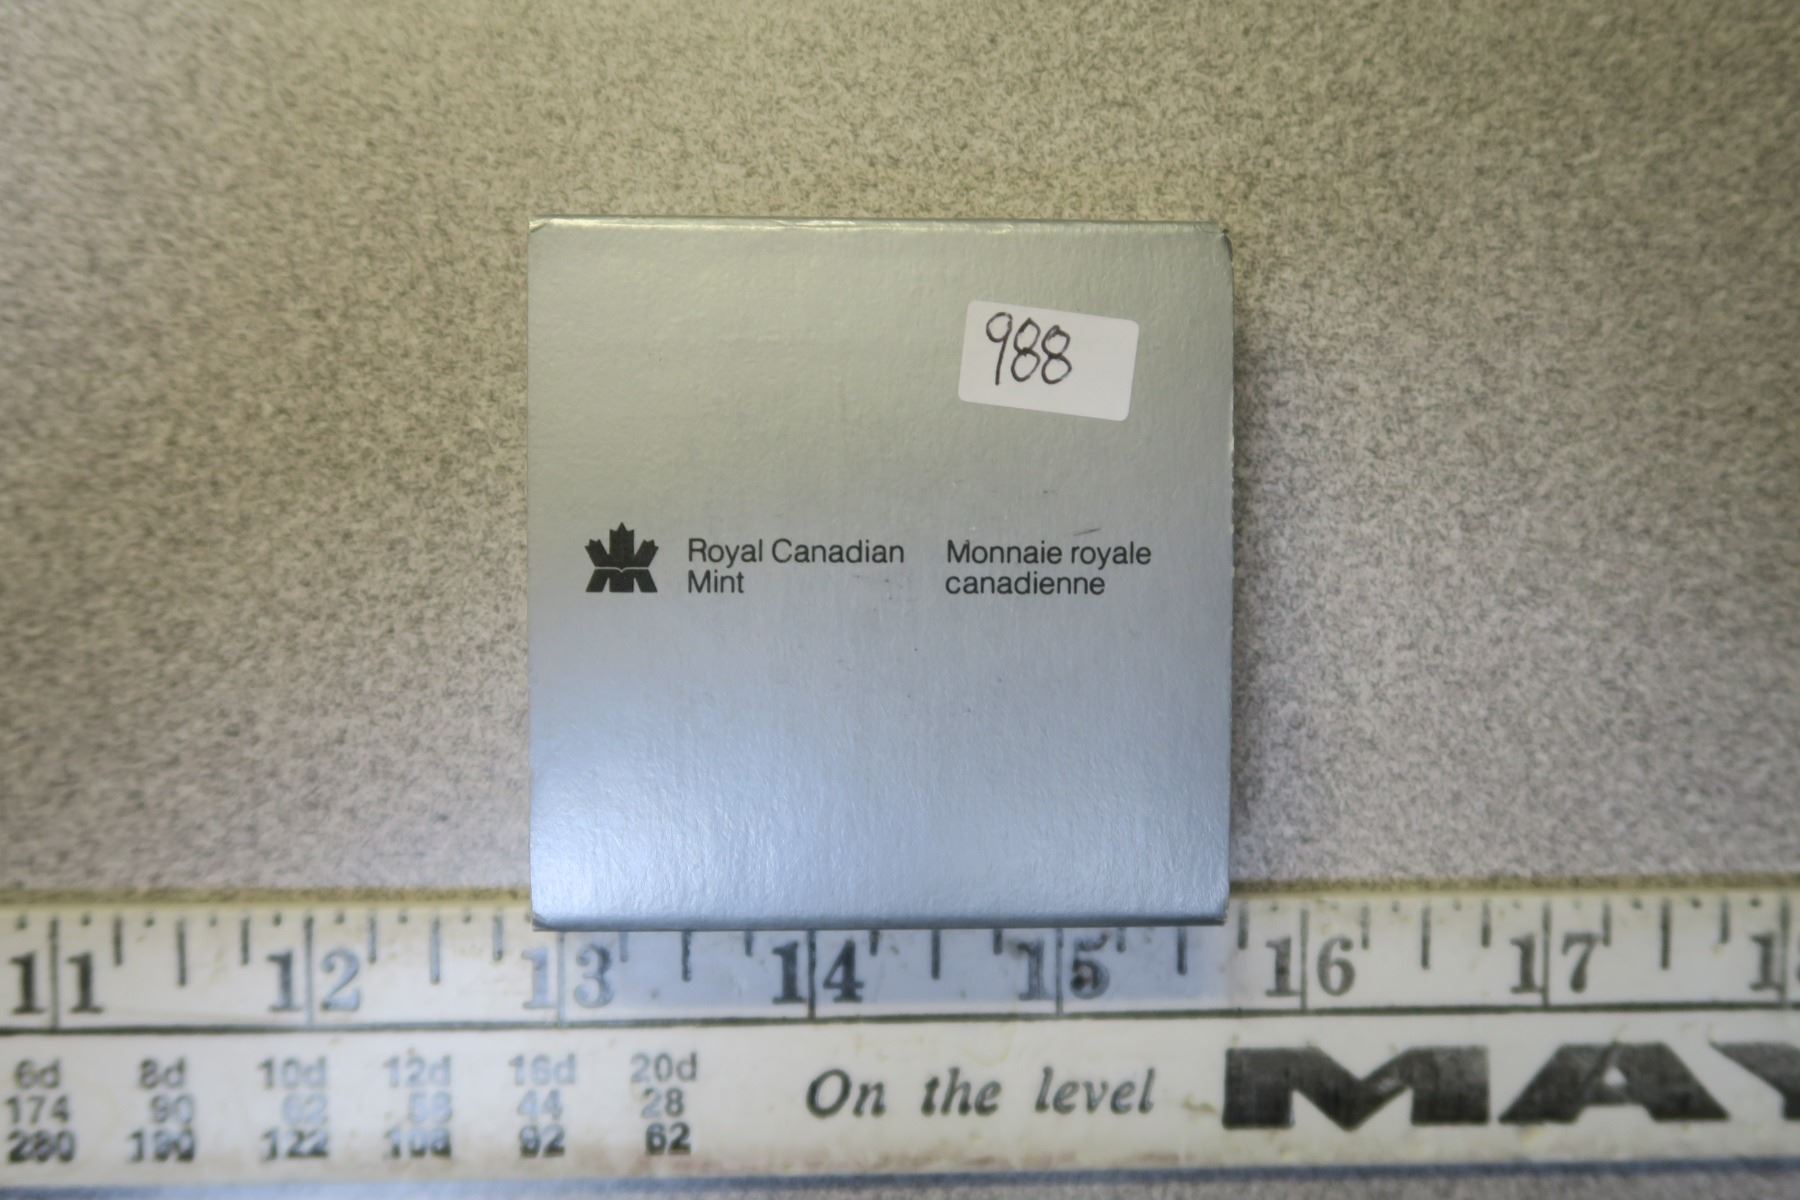 988
Royal Canadian
Mint
Monnaie royale
canadienne
11 12 13 14 15 16 17
6d 8d 10d 12d 16d 20d
174 90 62 58 44 28
280 190 122 108 92 62
On the level